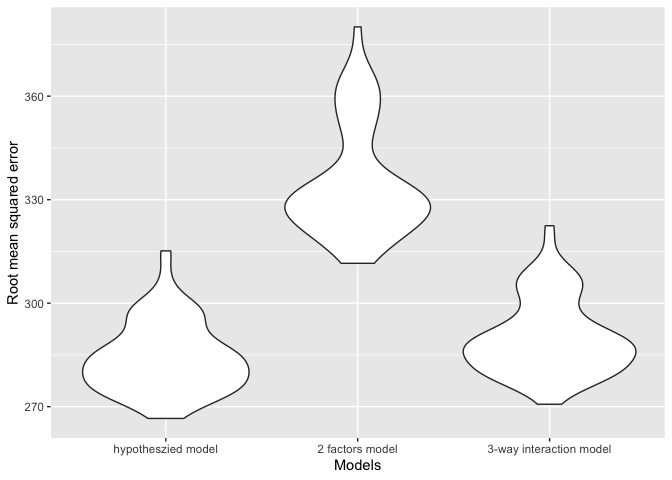 Root mean squared error
360
330
300
270
hypotheszied model
2 factors model
3-way interaction model
Models